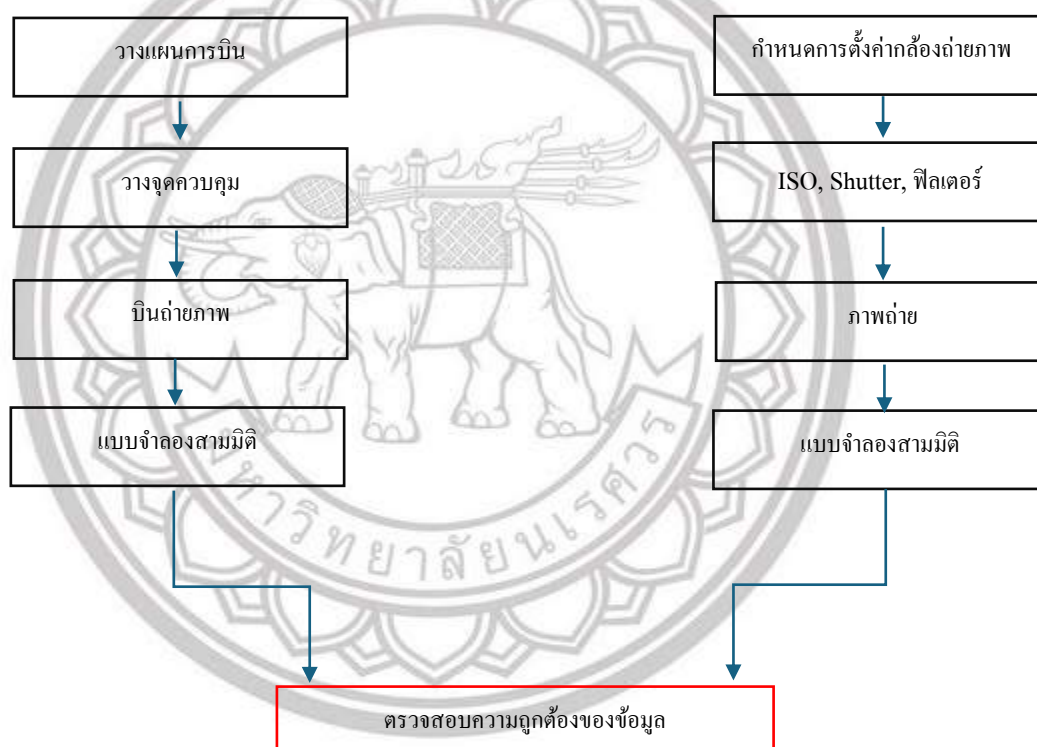 วางแผนการบิน
กำหนดการตั้งค่ากล้องถ่ายภาพ
วางจุดควบคุม
ISO, Shutter, ฟิลเตอร์
บินถ่ายภาพ
ภาพถ่าย
แบบจำลองสามมิติ
แบบจำลองสามมิติ
มหาวิทยาลัยนเรศวร
ตรวจสอบความถูกต้องของข้อมูล